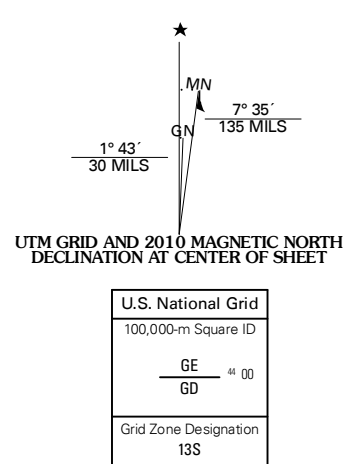 ★
MN
7° 35´
135 MILS
GN
1° 43´
30 MILS
UTM GRID AND 2010 MAGNETIC NORTH
DECLINATION AT CENTER OF SHEET
U.S. National Grid
100,000-m Square ID
GE
44 00
GD
Grid Zone Designation
13S